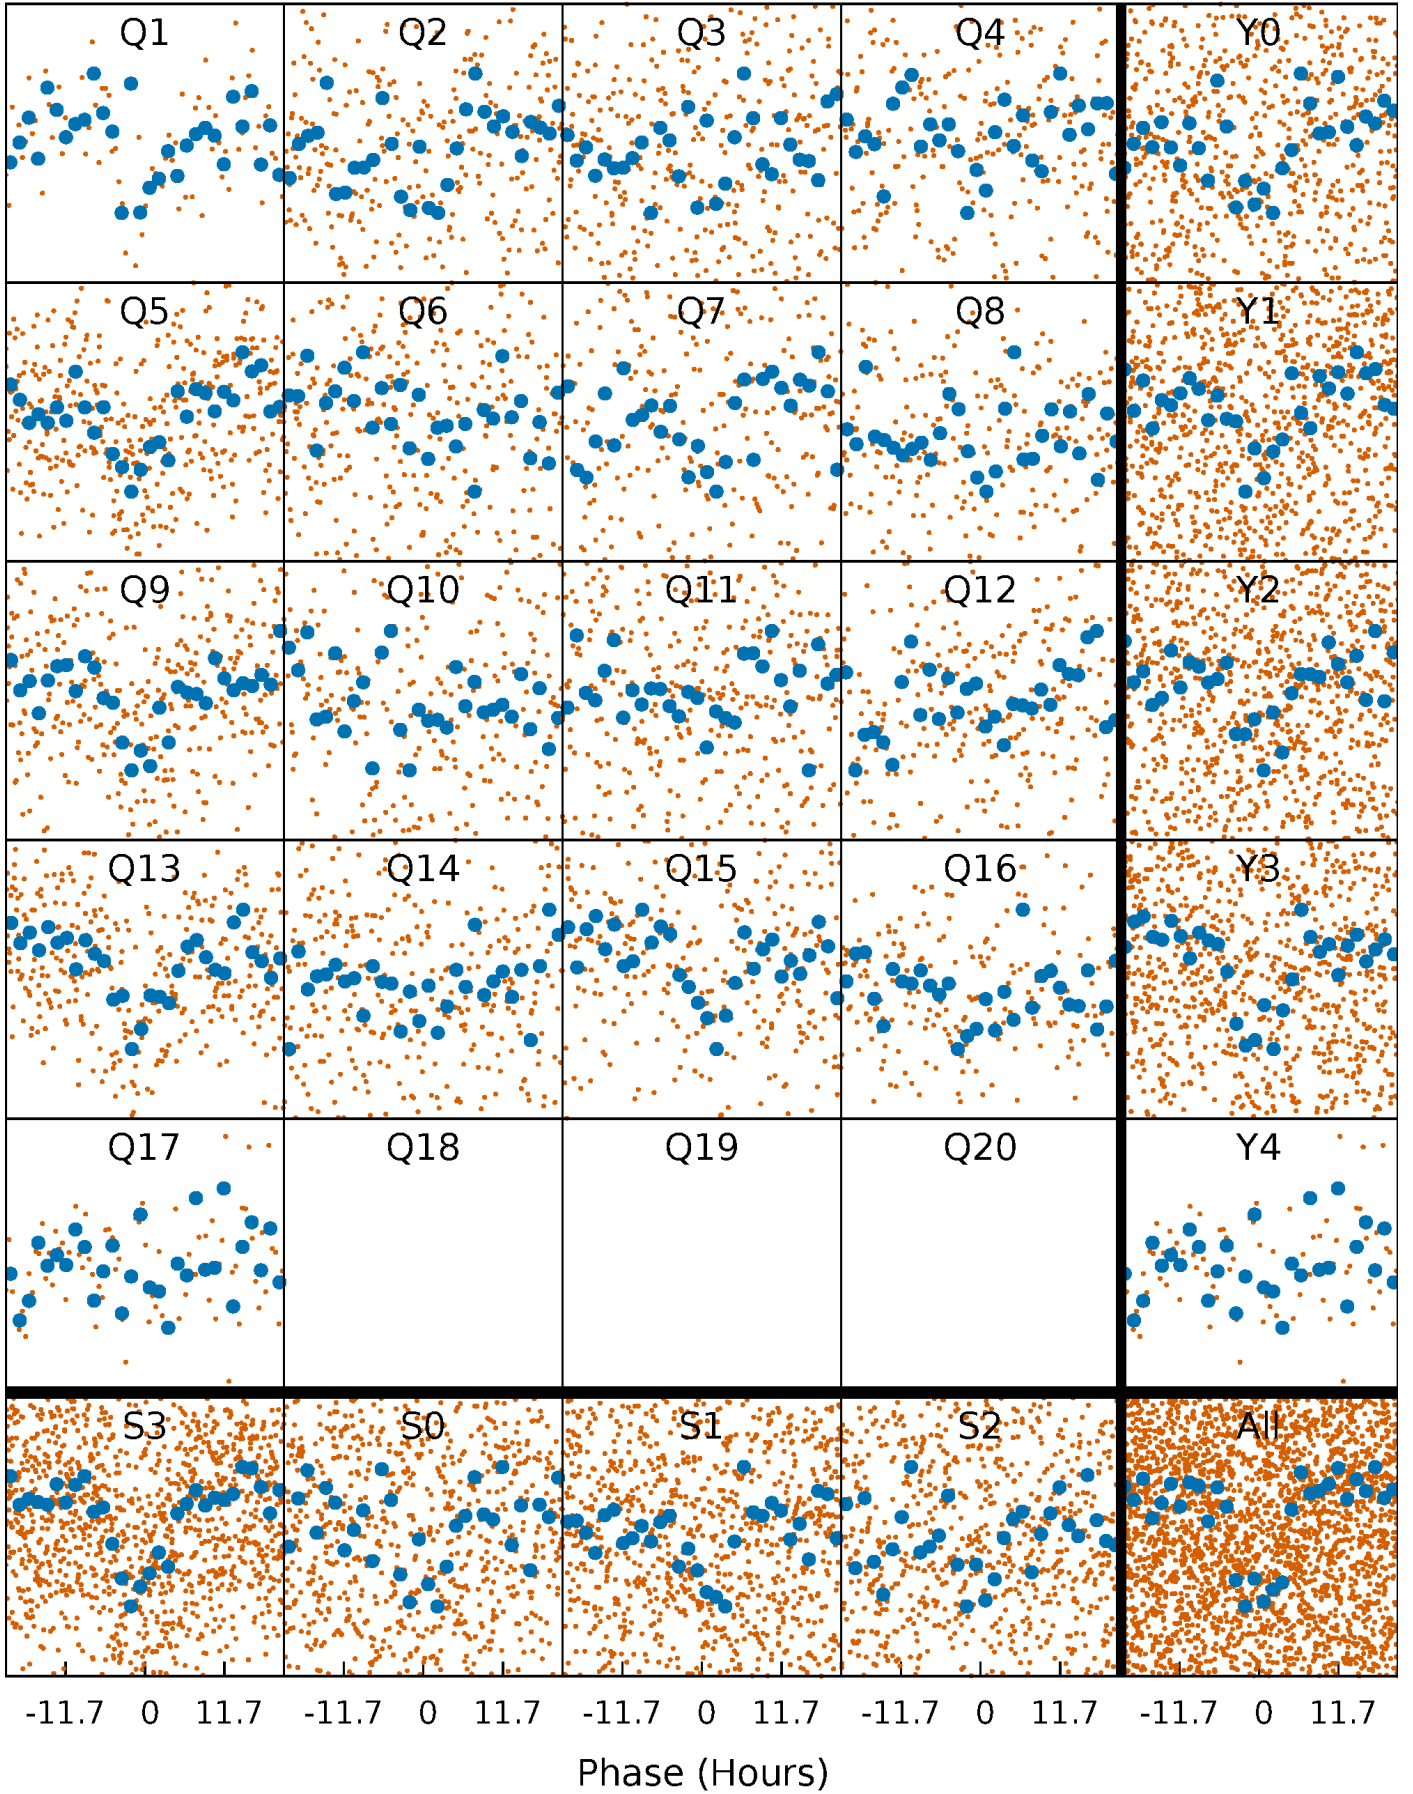 Q1 Q2 Q3 Q4 Y0
Q5 Q6 Q7 Q8 Y1
Q9 Q10 Q11 Q12 Y2
Q13 Q14 Q15 Q16 Y3
Q17 Q18 Q19 Q20 Y4
S3 S0 S1 S2 All
-11.7 0 11.7 -11.7 0 11.7 -11.7 0 11.7 -11.7 0 11.7 -11.7 0 11.7
Phase (Hours)